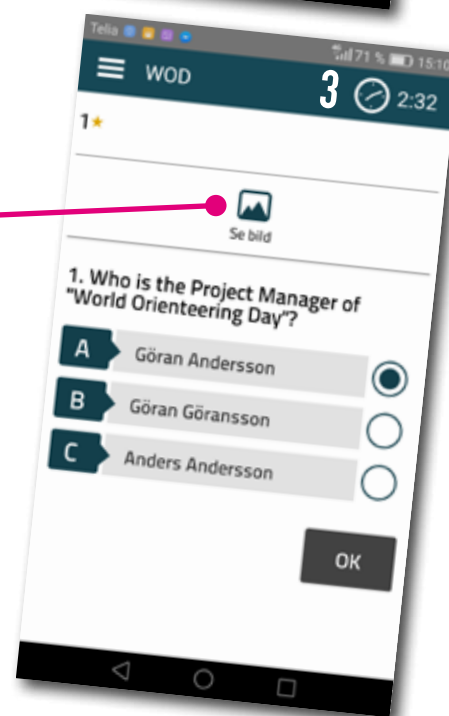 Telia 4G 71 % 15:10
WOD 3 2:32
1
Se bild
1. Who is the Project Manager of
"World Orienteering Day"?
A Göran Andersson
B Göran Göransson
C Anders Andersson
OK